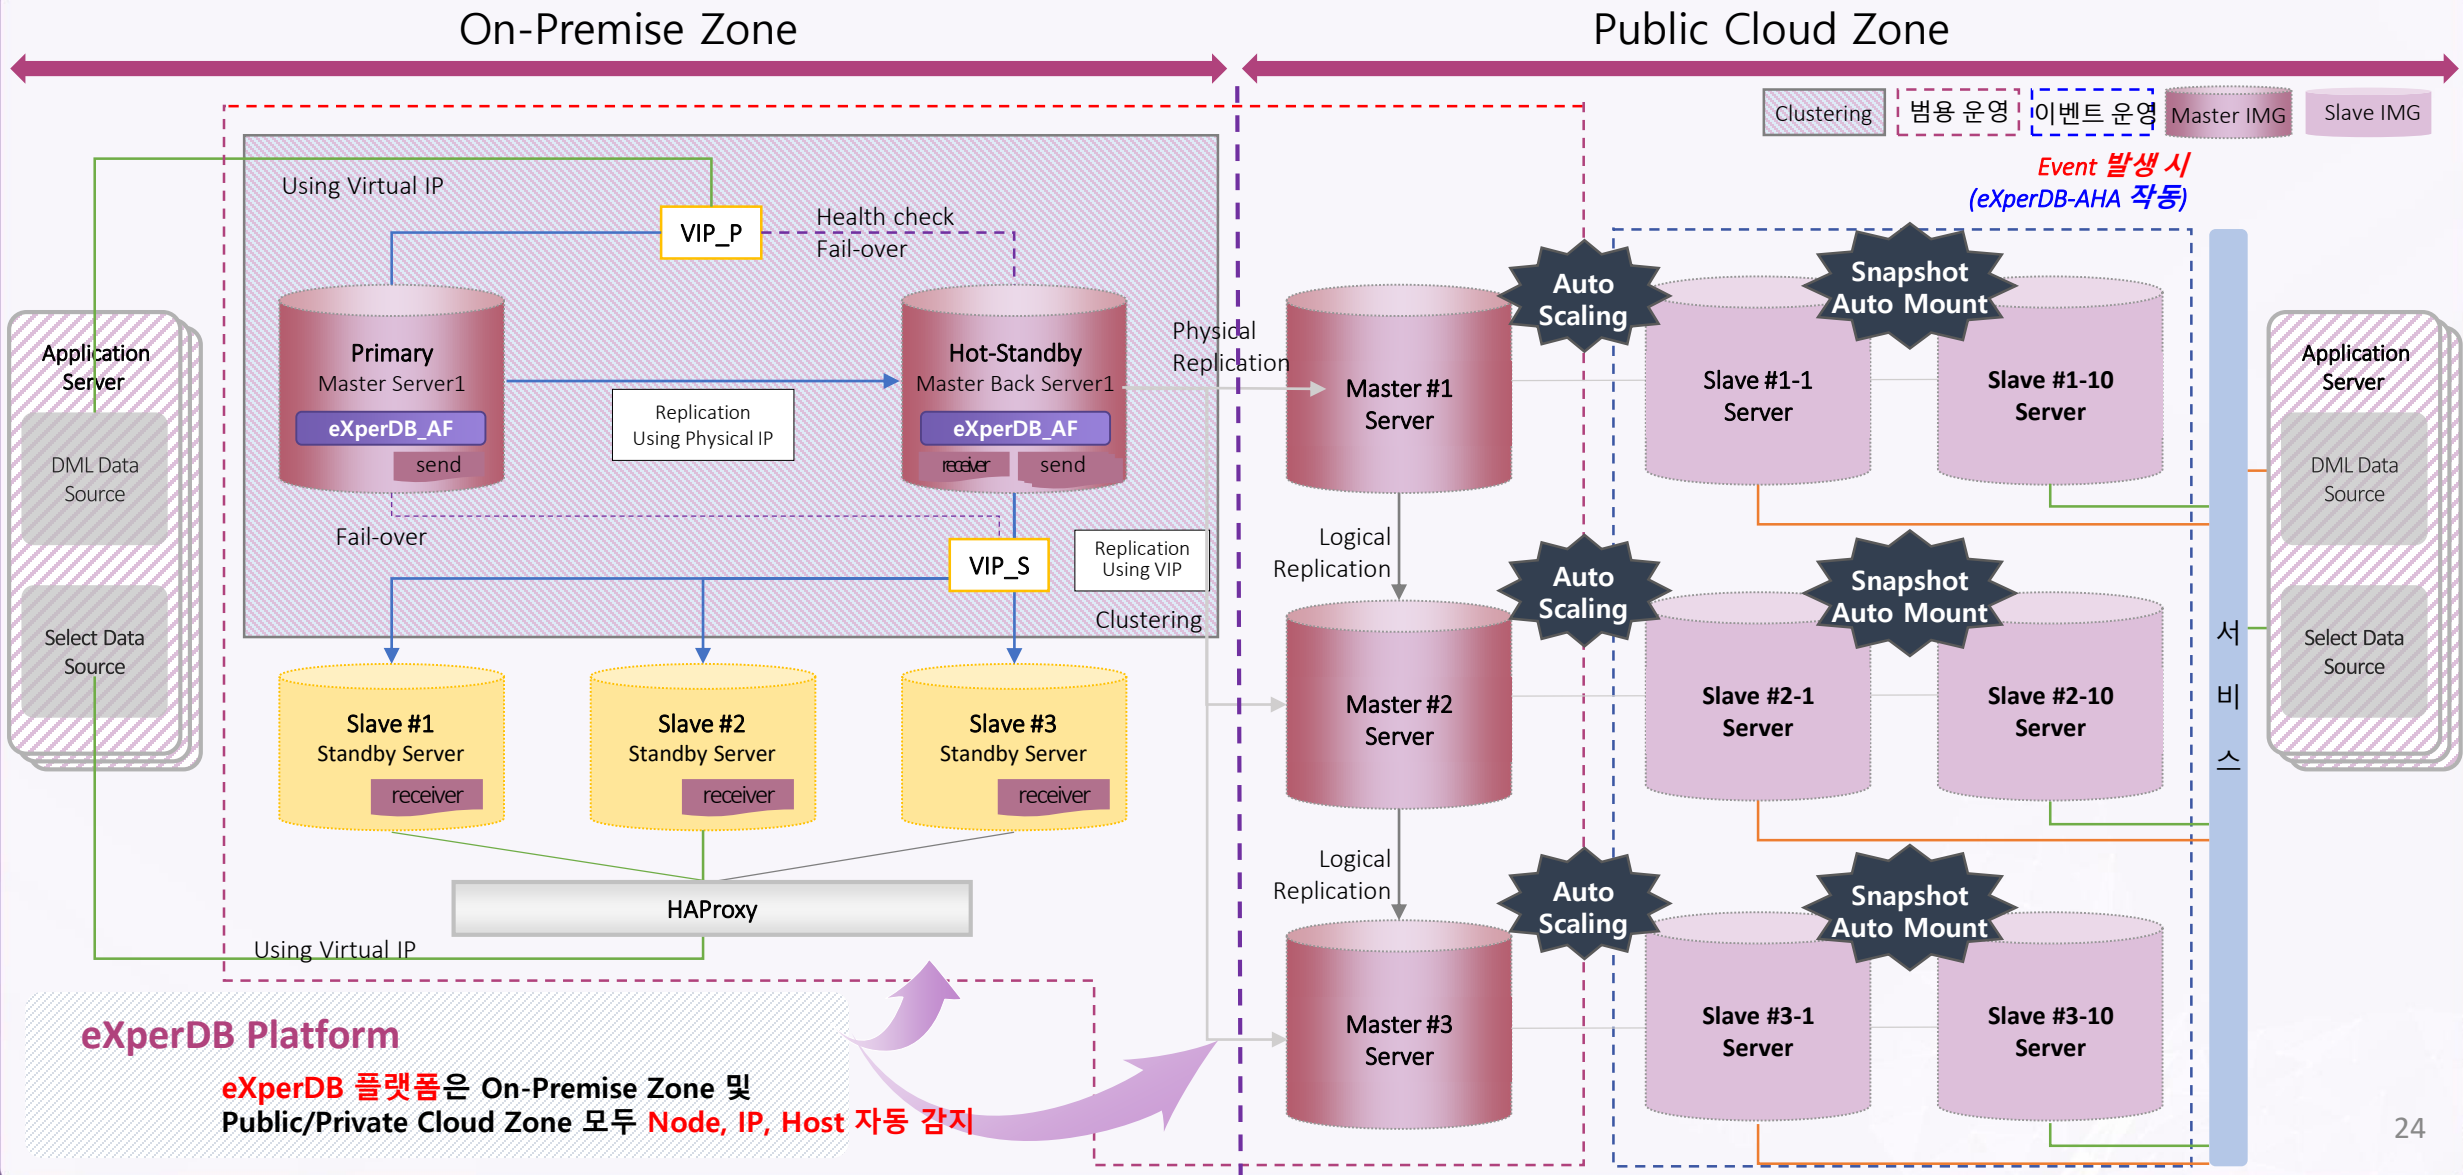 On-Premise Zone
Public Cloud Zone
Clustering
범용 운영
이벤트 운영
Master IMG
Slave IMG
Event 발생 시
(eXperDB-AHA 작동)
Using Virtual IP
VIP_P
Health check
Fail-over
Application
Server
DML Data
Source
Select Data
Source
Primary
Master Server1
eXperDB_AF
send
Replication
Using Physical IP
Hot-Standby
Master Back Server1
eXperDB_AF
receiver
send
Physical
Replication
Fail-over
VIP_S
Replication
Using VIP
Clustering
Slave #1
Standby Server
receiver
Slave #2
Standby Server
receiver
Slave #3
Standby Server
receiver
HAProxy
Using Virtual IP
Master #1
Server
Auto
Scaling
Slave #1-1
Server
Snapshot
Auto Mount
Slave #1-10
Server
Logical
Replication
Master #2
Server
Auto
Scaling
Slave #2-1
Server
Snapshot
Auto Mount
Slave #2-10
Server
Logical
Replication
Master #3
Server
Auto
Scaling
Slave #3-1
Server
Snapshot
Auto Mount
Slave #3-10
Server
서
비
스
Application
Server
DML Data
Source
Select Data
Source
eXperDB Platform
eXperDB 플랫폼은 On-Premise Zone 및
Public/Private Cloud Zone 모두 Node, IP, Host 자동 감지
24